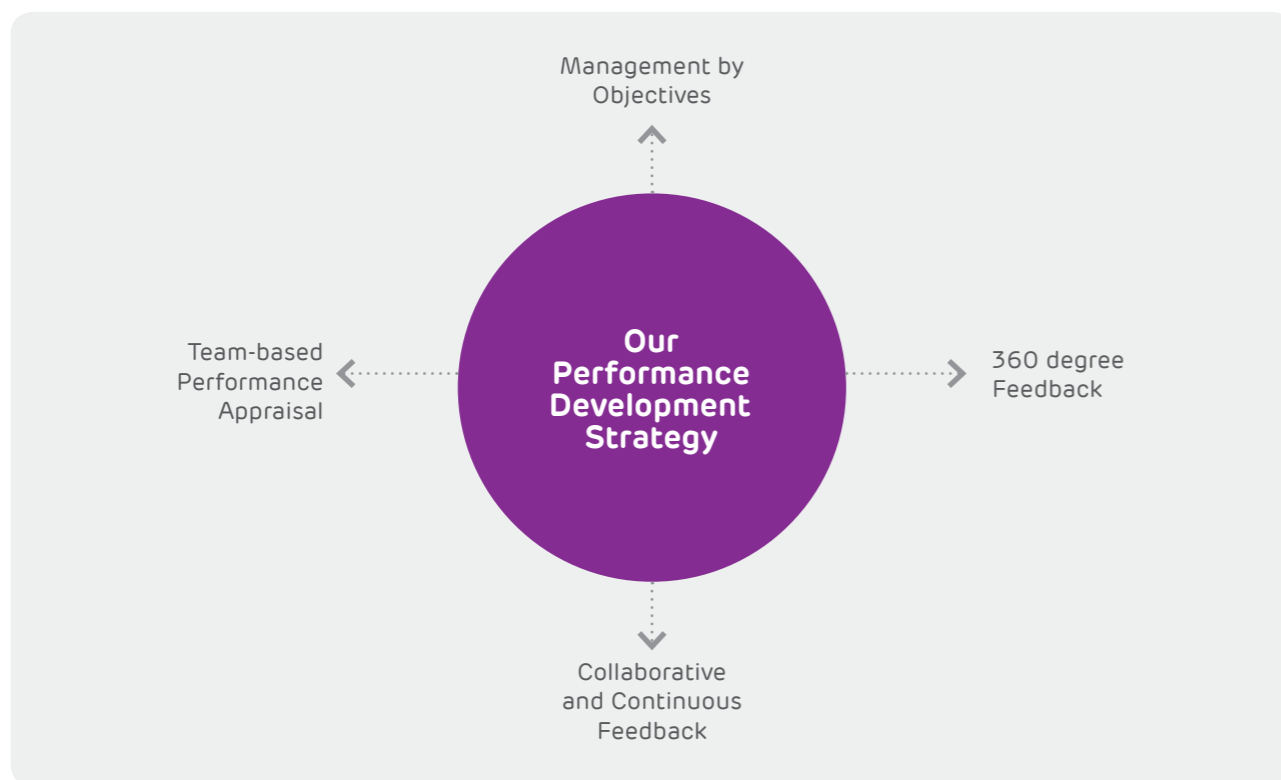 Management by
Objectives
Team-based
Performance
Appraisal
Our
Performance
Development
Strategy
360 degree
Feedback
Collaborative
and Continuous
Feedback